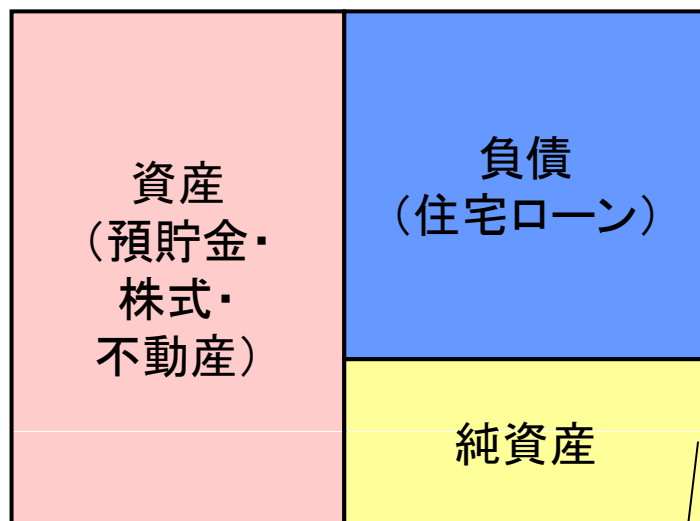 資産
（預貯金・
株式・
不動産）
負債
（住宅ローン）
純資産